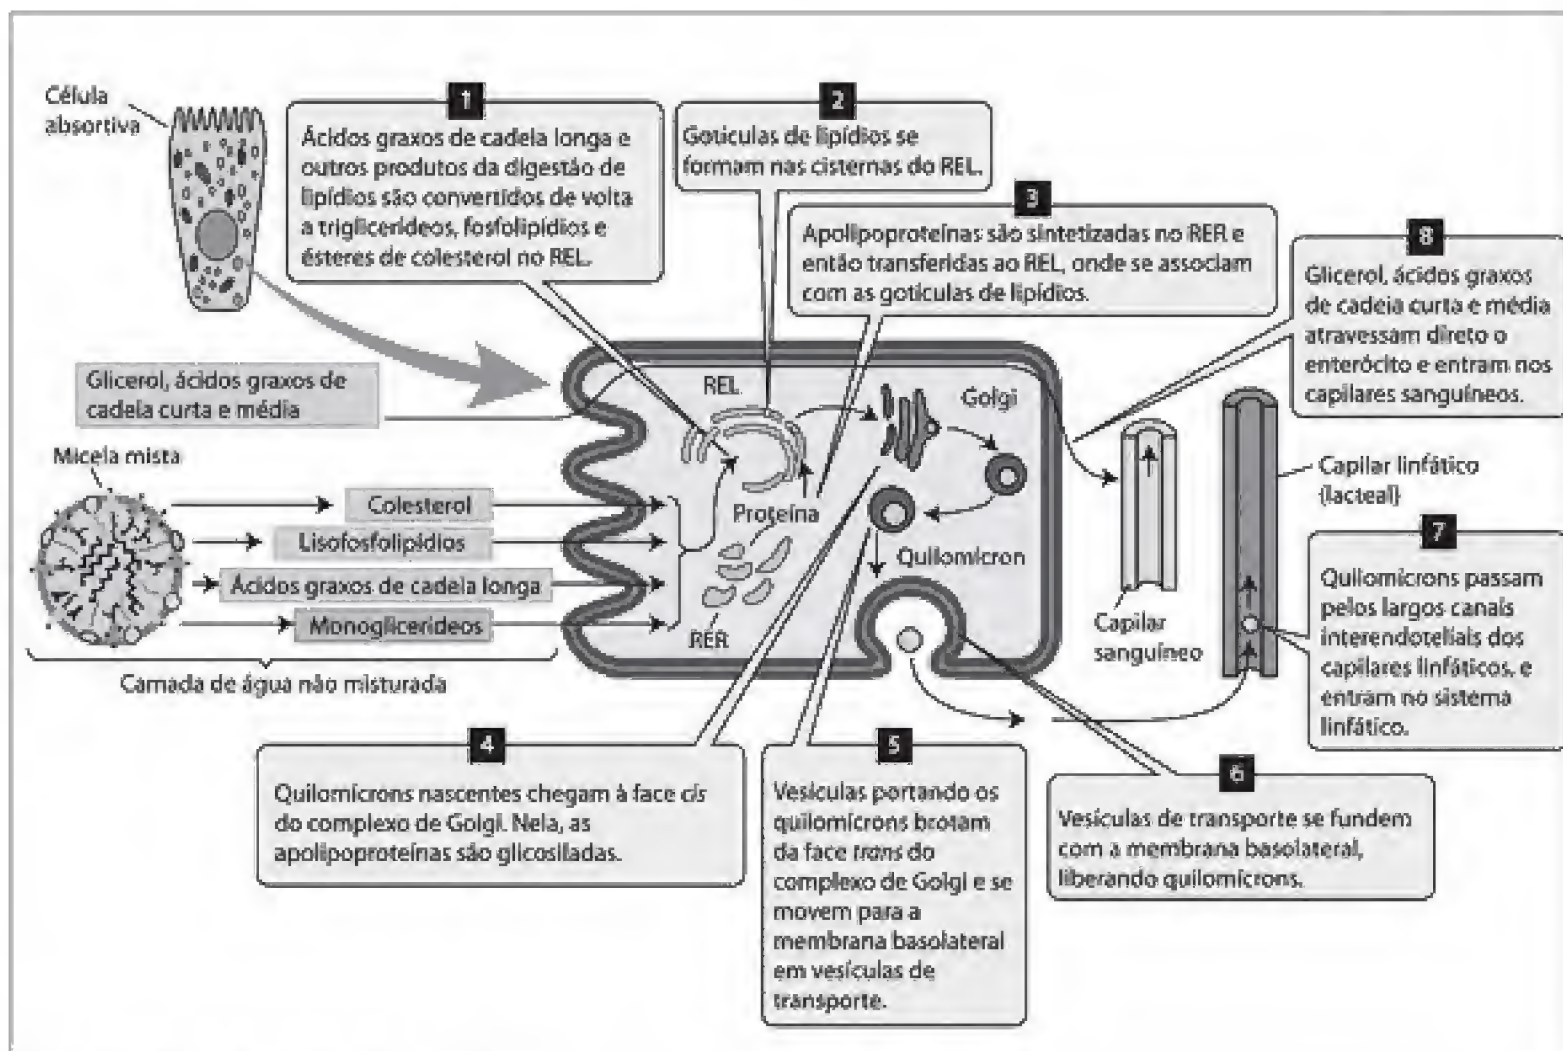 Célula
absortiva
1
Ácidos graxos de cadeia longa e
outros produtos da digestão de
lipídios são convertidos de volta
a triglicerídeos, fosfolipídios e
ésteres de colesterol no REL.
2
Gotículas de lipídios se
formam nas cisternas do REL.
3
Apolipoproteínas são sintetizadas no RER e
então transferidas ao REL, onde se associam
com as gotículas de lipídios.
8
Glicerol, ácidos graxos
de cadeia curta e média
atravessam direto o
enterócito e entram nos
capilares sanguíneos.
Glicerol, ácidos graxos de
cadeia curta e média
REL
Golgi
Micela mista
Colesterol
Lisofosfolipídios
Ácidos graxos de cadeia longa
Monoglicerídeos
Camada de água não misturada
Proteína
RER
Quilomícron
Capilar
sanguíneo
Capilar linfático
(lacteal)
7
Quilomícrons passam
pelos largos canais
interendoteliais dos
capilares linfáticos, e
entram no sistema
linfático.
4
Quilomícrons nascentes chegam à face cis
do complexo de Golgi. Nela, as
apolipoproteínas são glicosiladas.
5
Vesículas portando os
quilomícrons brotam
da face trans do
complexo de Golgi e se
movem para a
membrana basolateral
em vesículas de
transporte.
6
Vesículas de transporte se fundem
com a membrana basolateral,
liberando quilomícrons.